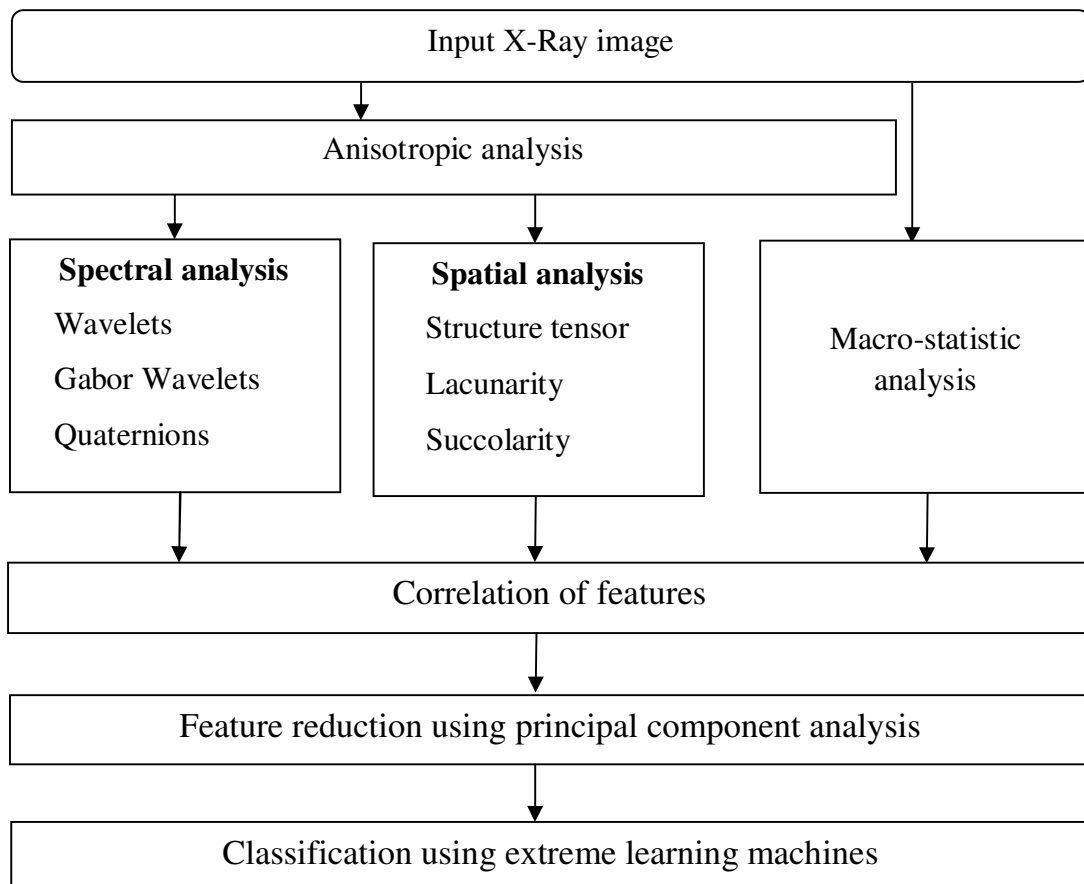 Input X-Ray image
Anisotropic analysis
Spectral analysis
Wavelets
Gabor Wavelets
Quaternions
Spatial analysis
Structure tensor
Lacunarity
Succolarity
Macro-statistic
analysis
Correlation of features
Feature reduction using principal component analysis
Classification using extreme learning machines